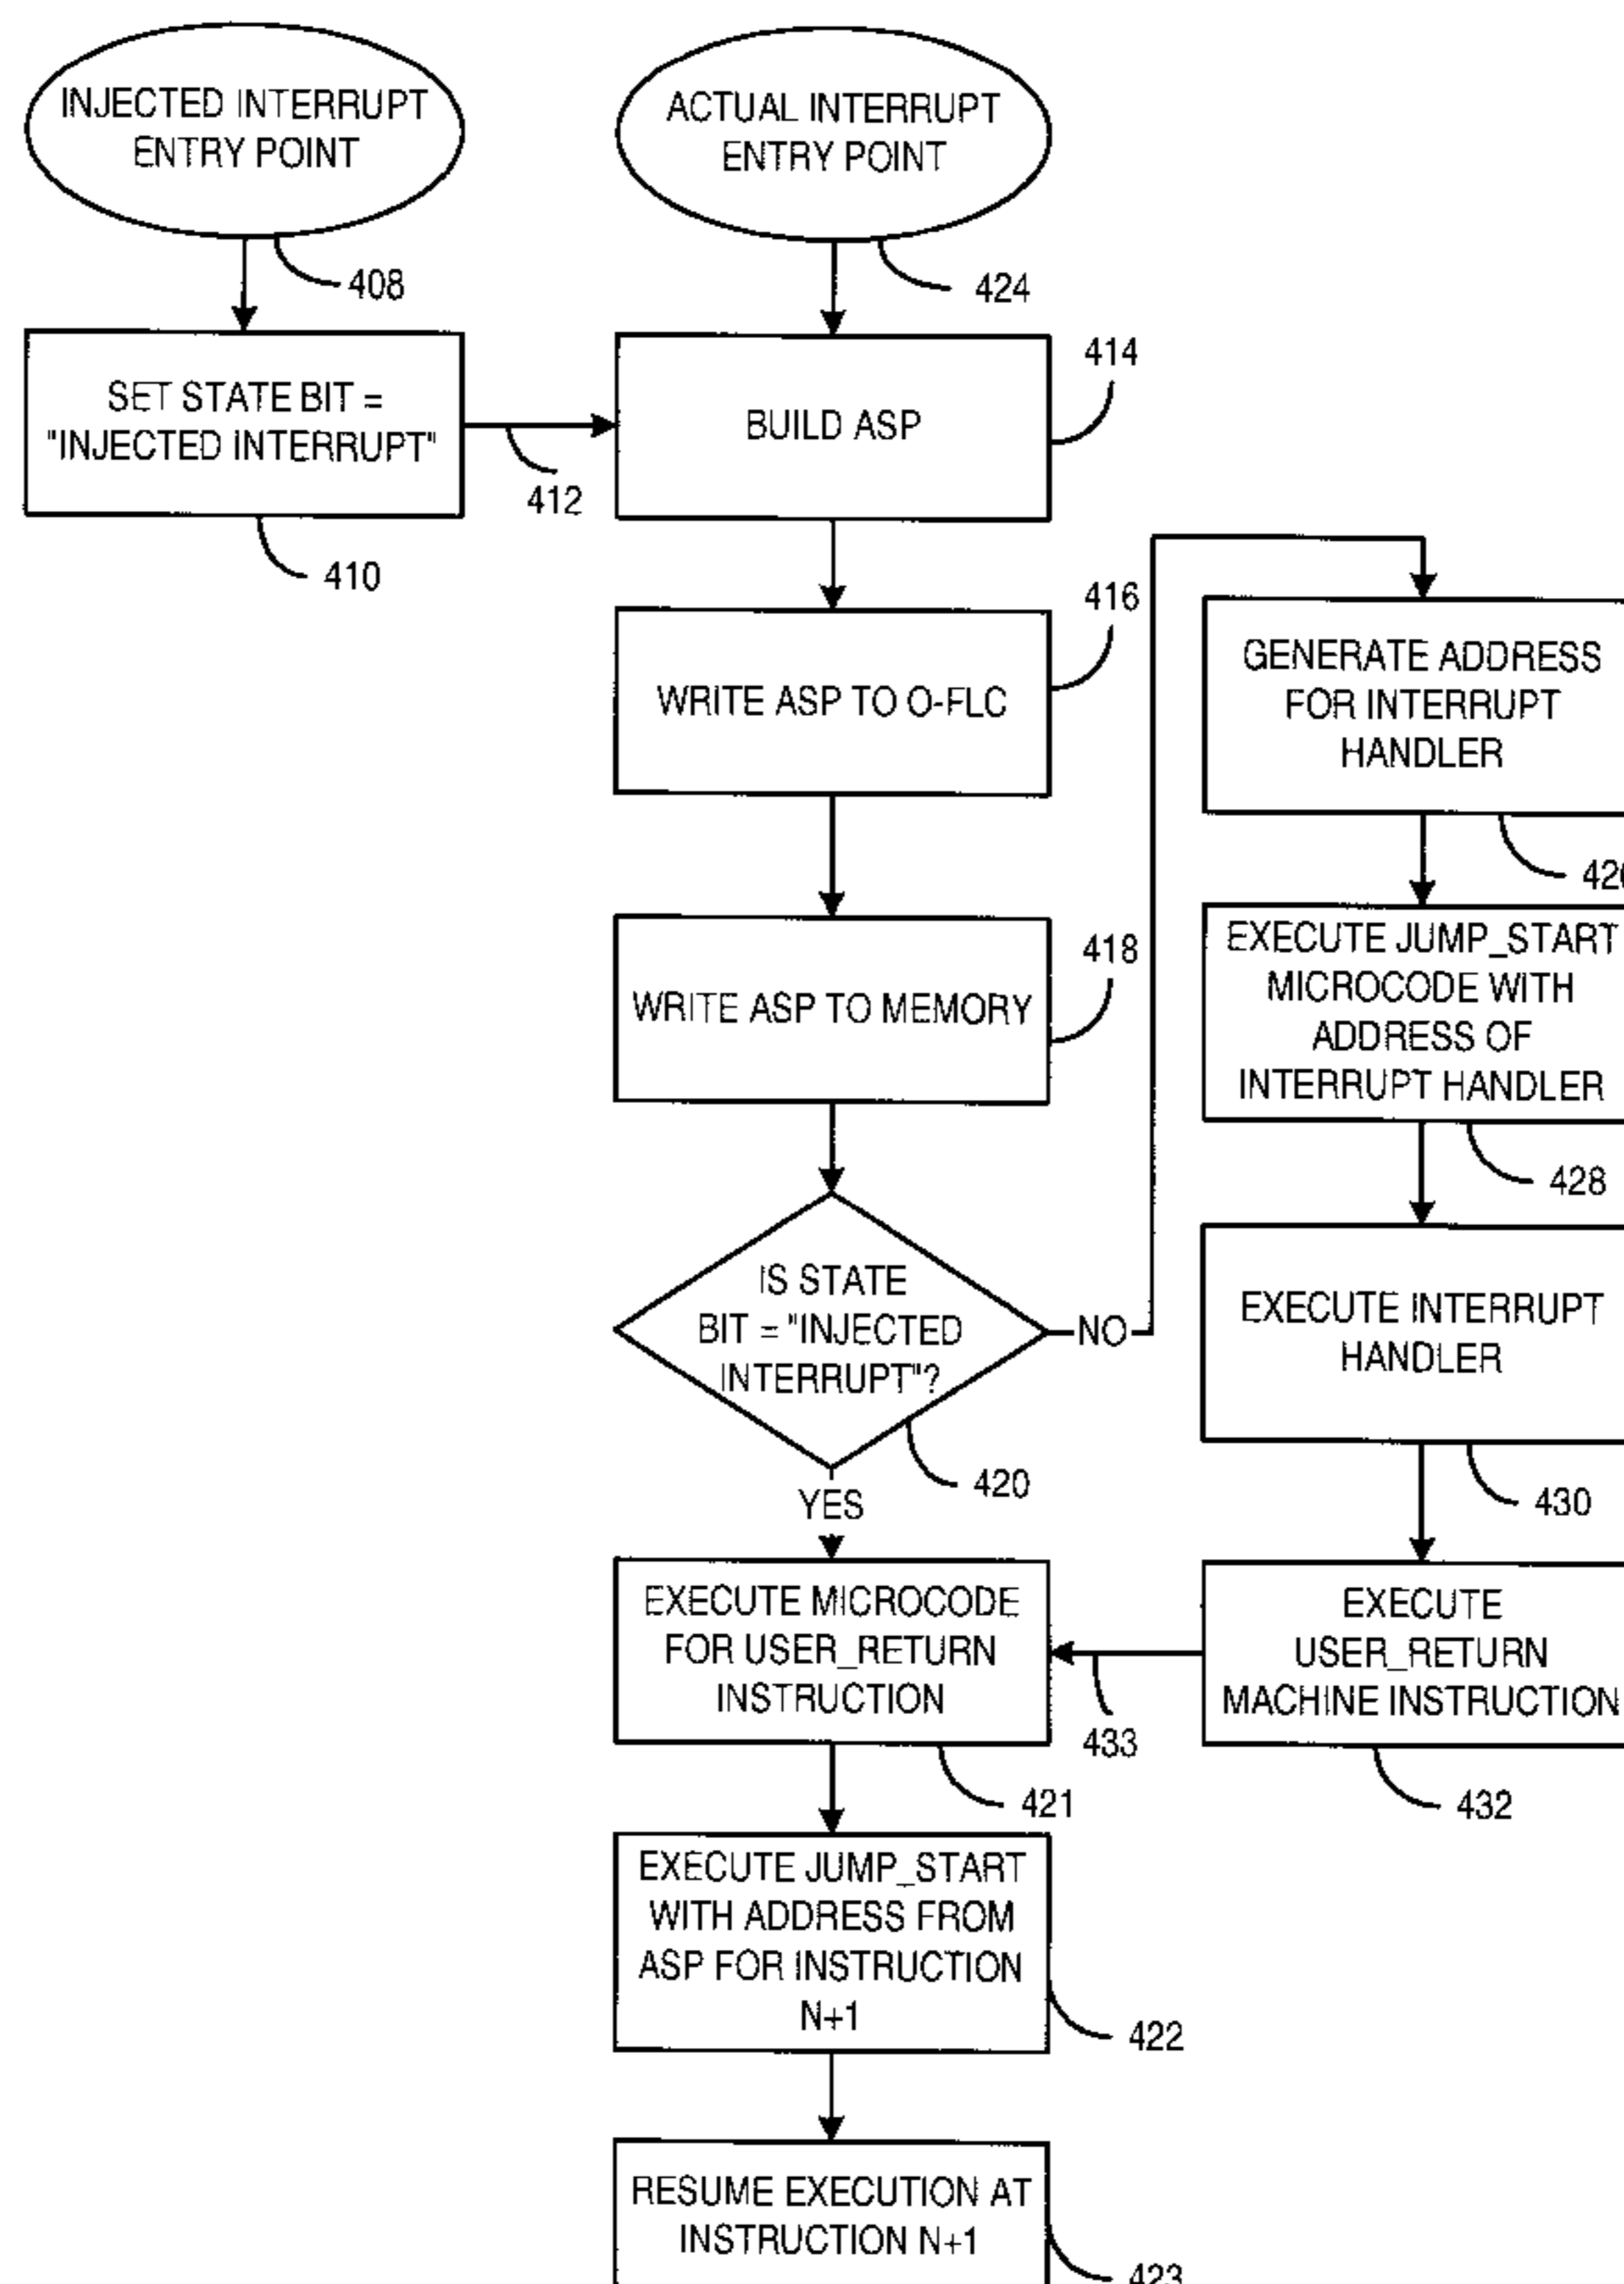 INJECTED INTERRUPT
ENTRY POINT
408
ACTUAL INTERRUPT
ENTRY POINT
424
SET STATE BIT =
"INJECTED INTERRUPT"
410
412
BUILD ASP
414
WRITE ASP TO O-FLC
416
WRITE ASP TO MEMORY
418
IS STATE
BIT = "INJECTED
INTERRUPT"?
420
NO
YES
GENERATE ADDRESS
FOR INTERRUPT
HANDLER
EXECUTE JUMP_START
MICROCODE WITH
ADDRESS OF
INTERRUPT HANDLER
428
EXECUTE INTERRUPT
HANDLER
430
EXECUTE
USER_RETURN
MACHINE INSTRUCTION
432
433
EXECUTE MICROCODE
FOR USER_RETURN
INSTRUCTION
421
EXECUTE JUMP_START
WITH ADDRESS FROM
ASP FOR INSTRUCTION
N+1
422
RESUME EXECUTION AT
INSTRUCTION N+1
423